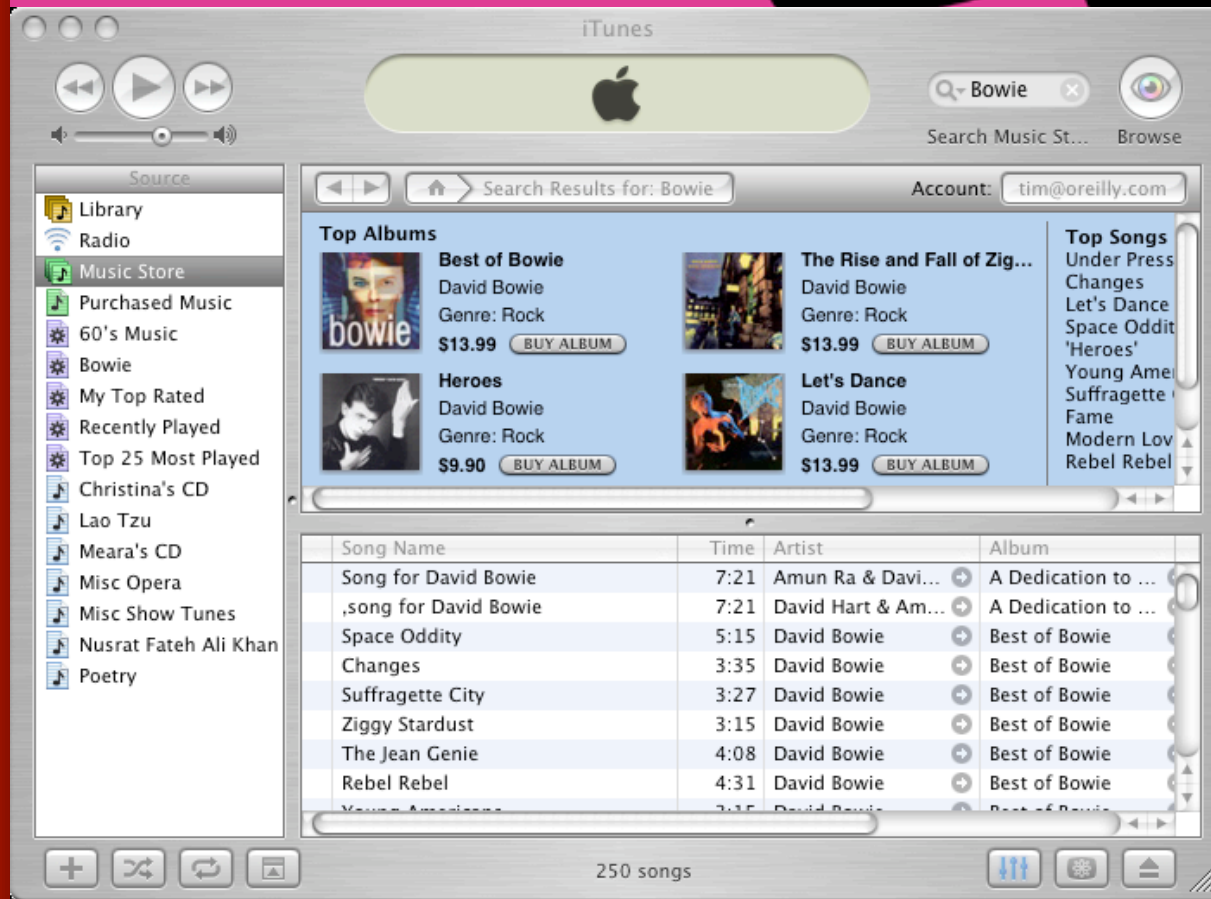 iTunes
Bowie
Search Music St...
Browse
Source
Library
Radio
Music Store
Purchased Music
60's Music
Bowie
My Top Rated
Recently Played
Top 25 Most Played
Christina's CD
Lao Tzu
Meara's CD
Misc Opera
Misc Show Tunes
Nusrat Fateh Ali Khan
Poetry
Search Results for: Bowie
Account: tim@oreilly.com
Top Albums
bowie
Best of Bowie
David Bowie
Genre: Rock
$13.99 BUY ALBUM
The Rise and Fall of Zig...
David Bowie
Genre: Rock
$13.99 BUY ALBUM
Heroes
David Bowie
Genre: Rock
$9.90 BUY ALBUM
Let's Dance
David Bowie
Genre: Rock
$13.99 BUY ALBUM
Top Songs
Under Press
Changes
Let's Dance
Space Oddit
'Heroes'
Young Amer
Suffragette
Fame
Modern Lov
Rebel Rebel
Song Name Time Artist Album
Song for David Bowie 7:21 Amun Ra & Davi... A Dedication to ...
,song for David Bowie 7:21 David Hart & Am... A Dedication to ...
Space Oddity 5:15 David Bowie Best of Bowie
Changes 3:35 David Bowie Best of Bowie
Suffragette City 3:27 David Bowie Best of Bowie
Ziggy Stardust 3:15 David Bowie Best of Bowie
The Jean Genie 4:08 David Bowie Best of Bowie
Rebel Rebel 4:31 David Bowie Best of Bowie
250 songs